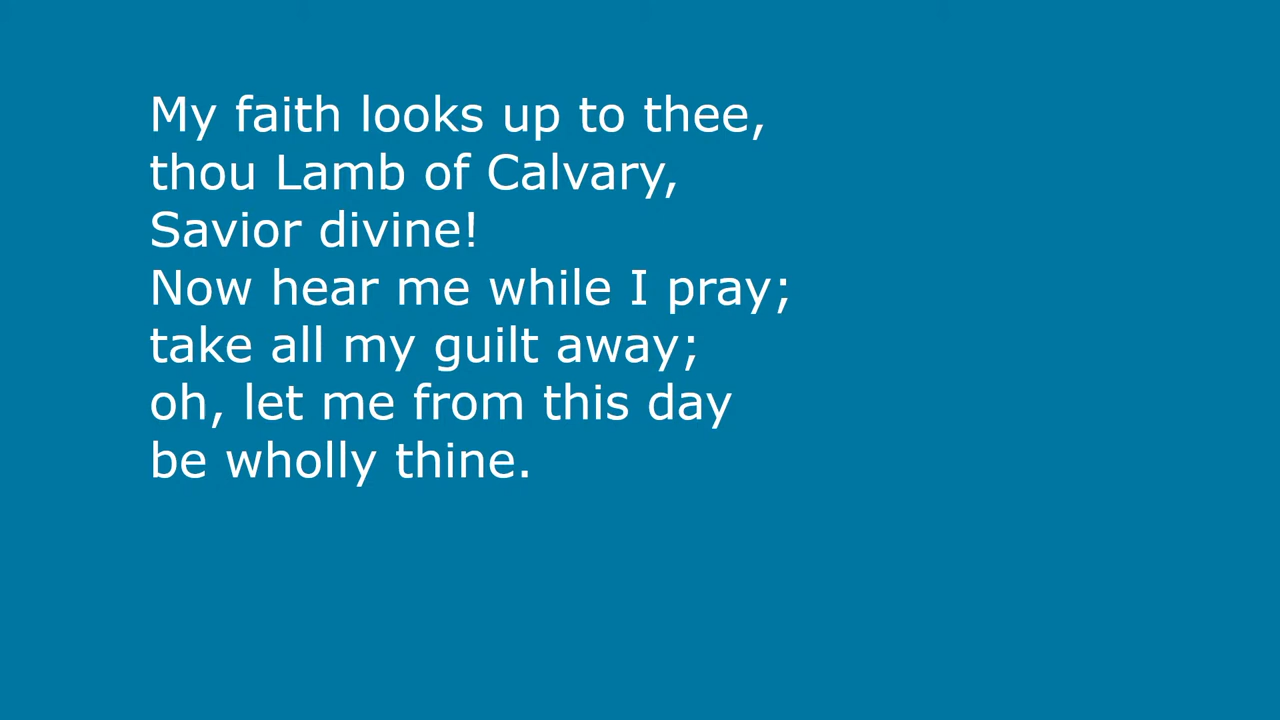 My faith looks up to thee,
thou Lamb of Calvary,
Savior divine!
Now hear me while I pray;
take all my guilt away;
oh, let me from this day
be wholly thine.